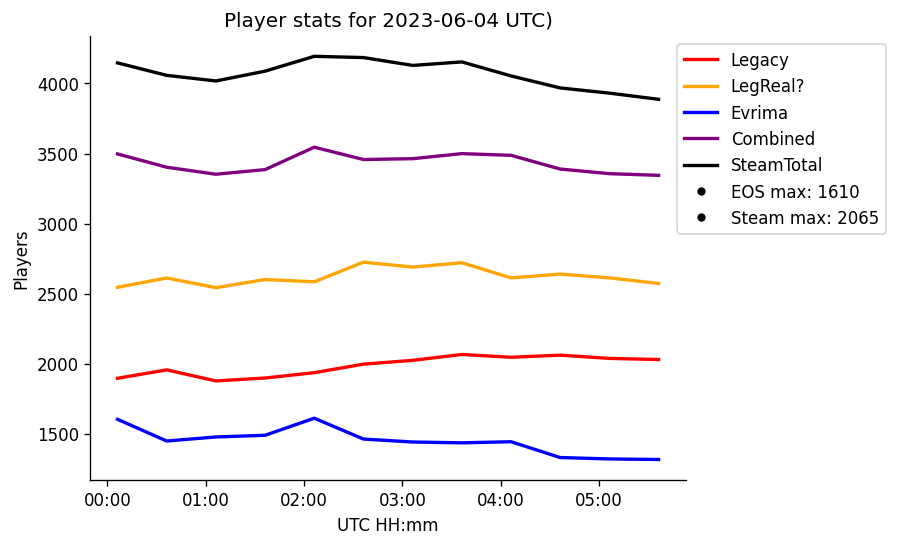 Player stats for 2023-06-04 UTC)
Players
4000
3500
3000
2500
2000
1500
00:00 01:00 02:00 03:00 04:00 05:00
UTC HH:mm
Legacy
LegReal?
Evrima
Combined
SteamTotal
EOS max: 1610
Steam max: 2065